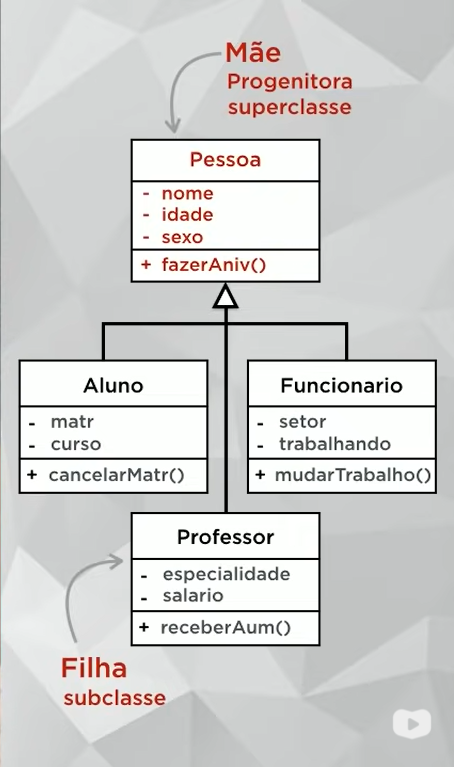 Mãe
Progenitora
superclasse
Pessoa
- nome
- idade
- sexo
+ fazerAniv()
Aluno
- matr
- curso
+ cancelarMatr()
Funcionario
- setor
- trabalhando
+ mudarTrabalho()
Professor
- especialidade
- salario
+ receberAum()
Filha
subclasse